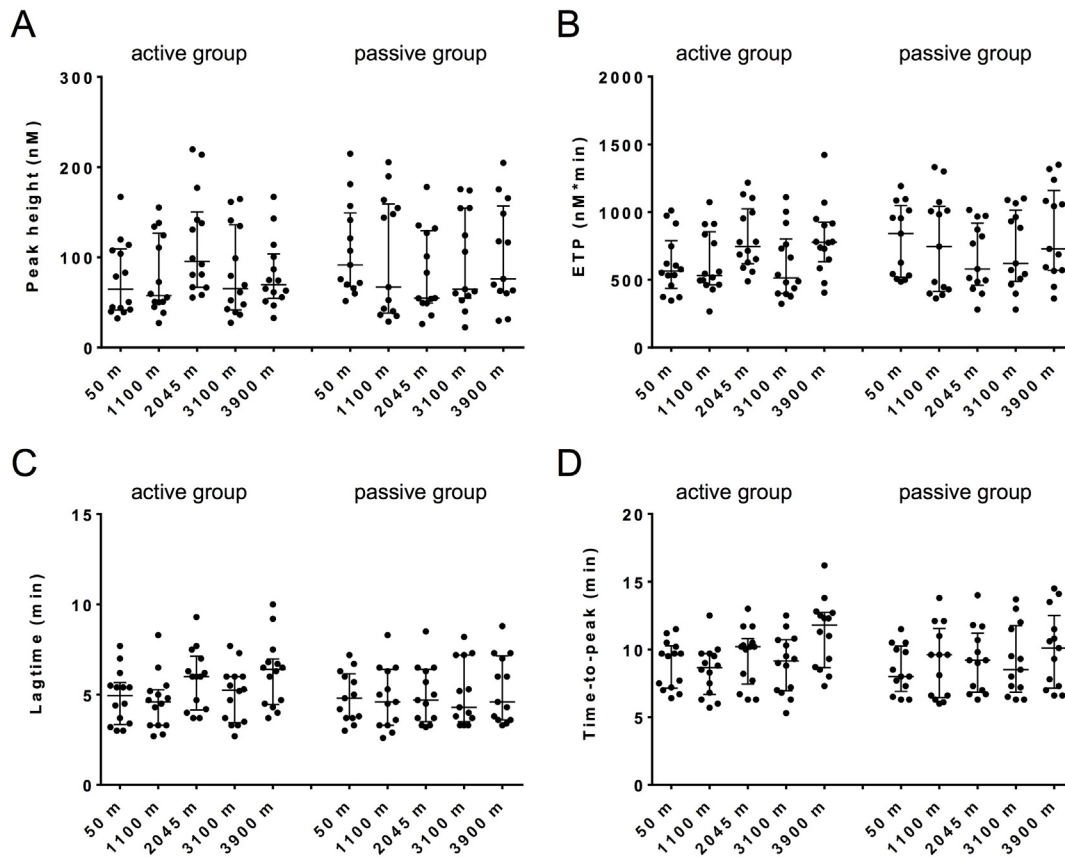 A
active group
passive group
Peak height (nM)
300
200
100
0
50 m
1100 m
2045 m
3100 m
3900 m
50 m
1100 m
2045 m
3100 m
3900 m
B
active group
passive group
ETP (nM*min)
2000
1500
1000
500
0
50 m
1100 m
2045 m
3100 m
3900 m
50 m
1100 m
2045 m
3100 m
3900 m
C
active group
passive group
Lagtime (min)
15
10
5
0
50 m
1100 m
2045 m
3100 m
3900 m
50 m
1100 m
2045 m
3100 m
3900 m
D
active group
passive group
Time-to-peak (min)
20
15
10
5
0
50 m
1100 m
2045 m
3100 m
3900 m
50 m
1100 m
2045 m
3100 m
3900 m